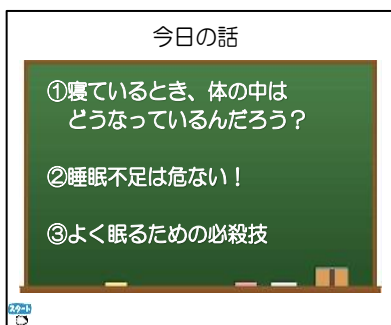 今日の話
①寝ているとき、体の中は
どうなっているんだろう？
②睡眠不足は危ない！
③よく眠るための必殺技
スタート